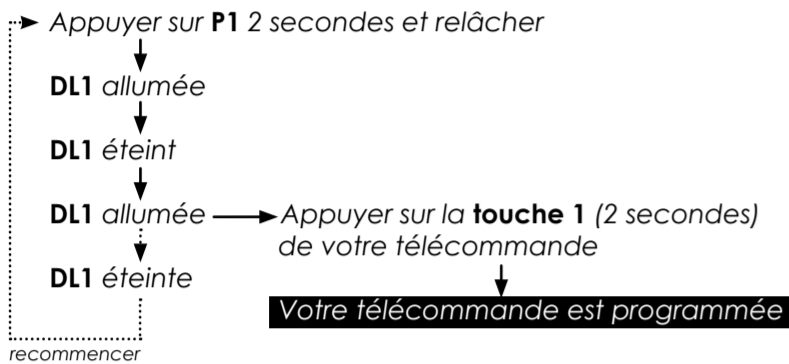 Appuyer sur P1 2 secondes et relâcher
DL1 allumée
DL1 éteint
DL1 allumée
Appuyer sur la touche 1 (2 secondes)
de votre télécommande
DL1 éteinte
Votre télécommande est programmée
recommencer